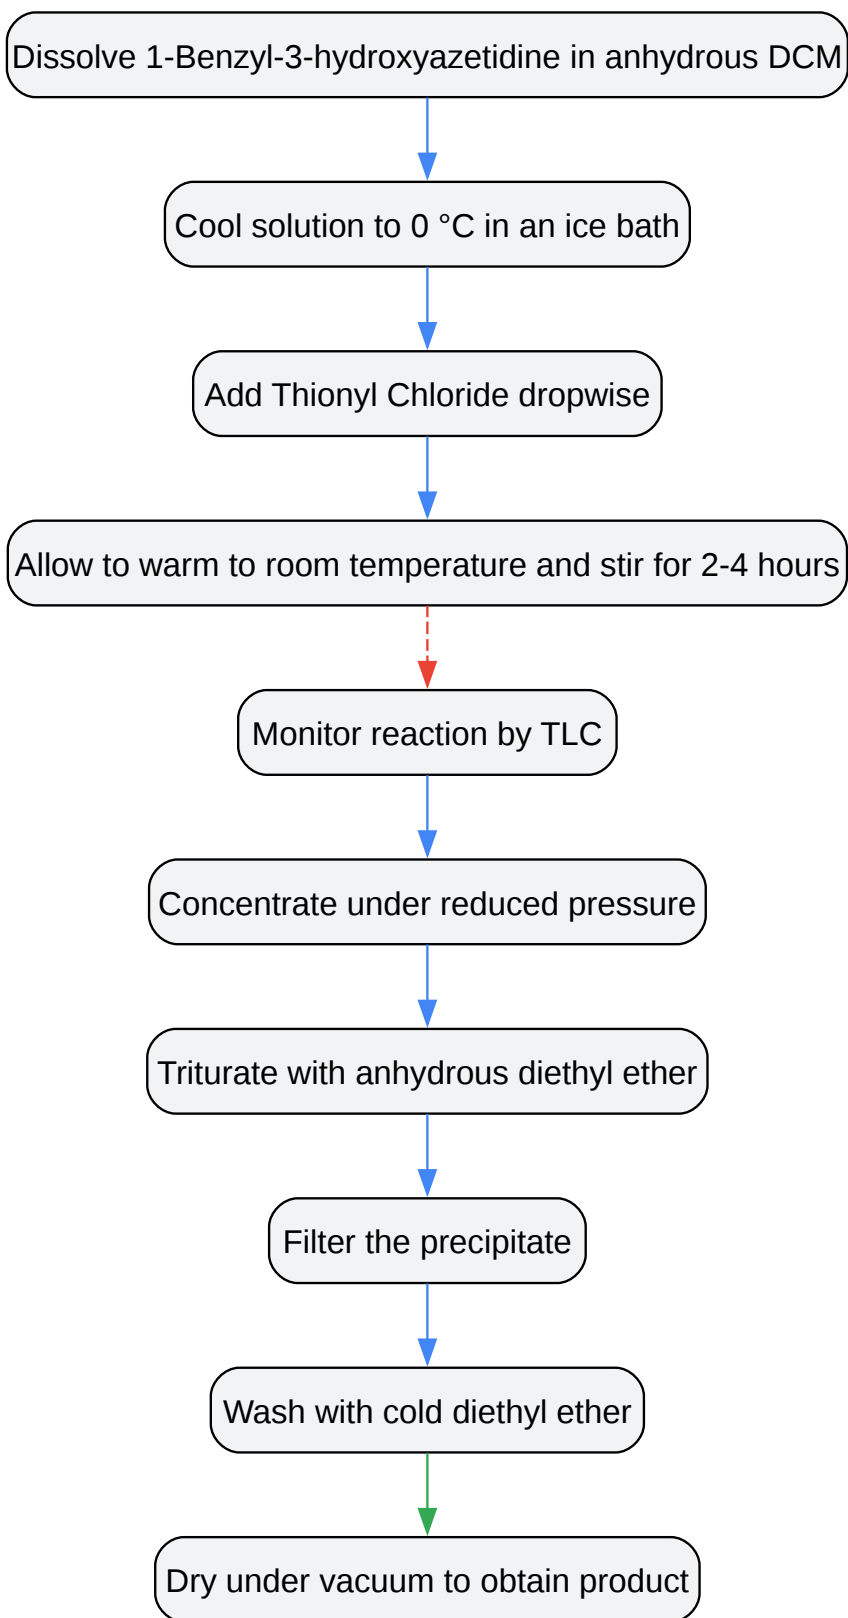 Dissolve 1-Benzyl-3-hydroxyazetidine in anhydrous DCM
Cool solution to 0 °C in an ice bath
Add Thionyl Chloride dropwise
Allow to warm to room temperature and stir for 2-4 hours
Monitor reaction by TLC
Concentrate under reduced pressure
Triturate with anhydrous diethyl ether
Filter the precipitate
Wash with cold diethyl ether
Dry under vacuum to obtain product